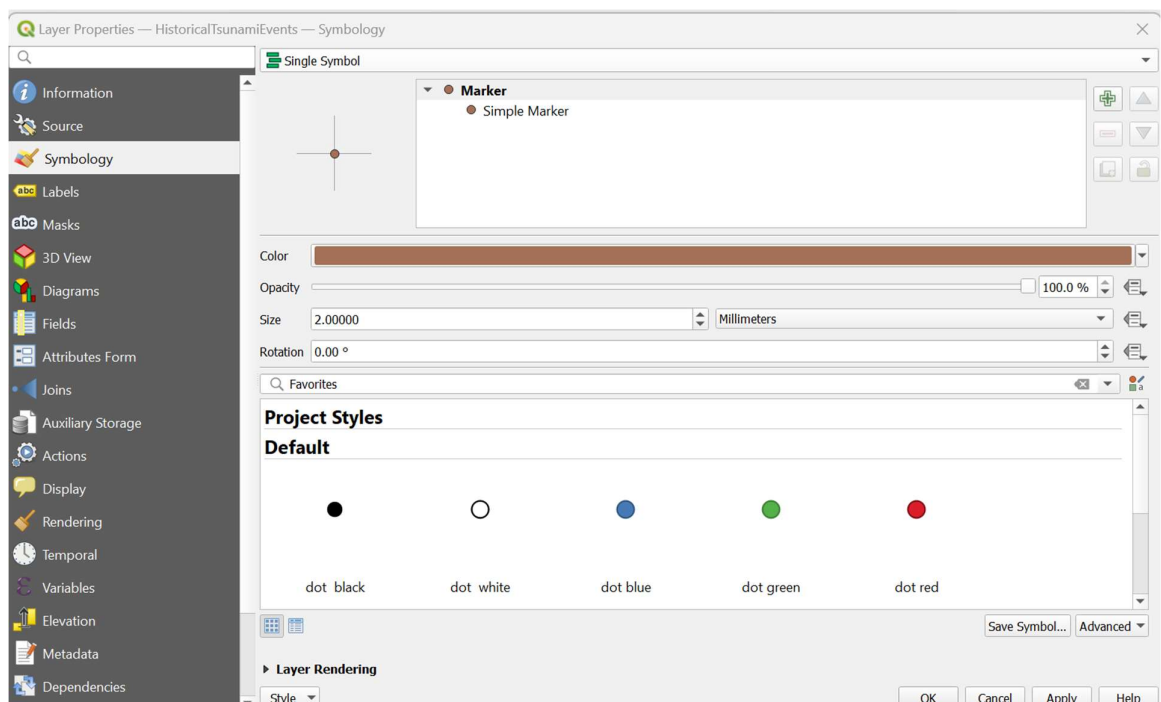 Layer Properties — HistoricalTsunamiEvents — Symbology
Information
Source
Symbology
abc Labels
abc Masks
3D View
Diagrams
Fields
Attributes Form
Joins
Auxiliary Storage
Actions
Display
Rendering
Temporal
Variables
Elevation
Metadata
Dependencies
Single Symbol
Marker
Simple Marker
Color
Opacity 100.0 %
Size 2.00000 Millimeters
Rotation 0.00 °
Favorites
Project Styles
Default
dot black dot white dot blue dot green dot red
Save Symbol... Advanced
Layer Rendering
Style OK Cancel Apply Help